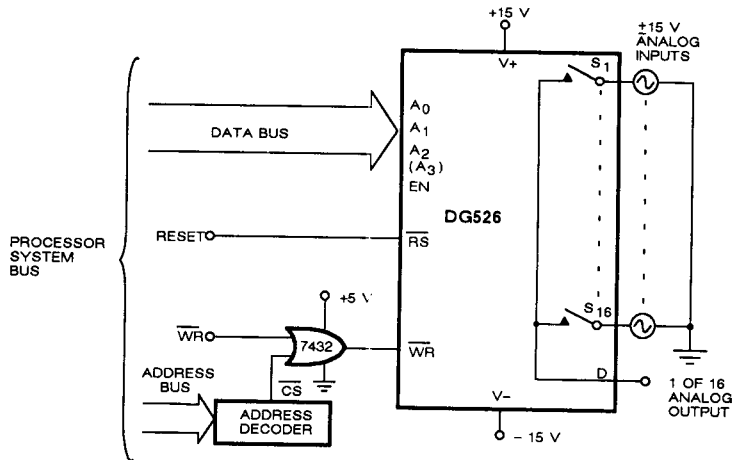 +15 V
V+
S1
±15 V
ANALOG
INPUTS
A0
A1
A2
(A3)
EN
DATA BUS
DG526
RESET
RS
PROCESSOR
SYSTEM
BUS
+5 V
WR
7432
WR
S16
ADDRESS
BUS
CS
ADDRESS
DECODER
D
1 OF 16
ANALOG
OUTPUT
V−
− 15 V